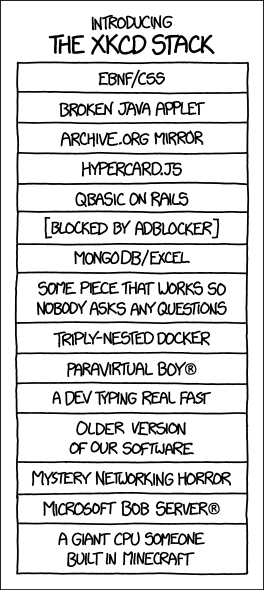 INTRODUCING
THE XKCD STACK
EBNF/CSS
BROKEN JAVA APPLET
ARCHIVE.ORG MIRROR
HYPERCARD.JS
QBASIC ON RAILS
[BLOCKED BY ADBLOCKER]
MONGODB/EXCEL
SOME PIECE THAT WORKS SO
NOBODY ASKS ANY QUESTIONS
TRIPLY-NESTED DOCKER
PARAVIRTUAL BOY®
A DEV TYPING REAL FAST
OLDER VERSION
OF OUR SOFTWARE
MYSTERY NETWORKING HORROR
MICROSOFT BOB SERVER®
A GIANT CPU SOMEONE
BUILT IN MINECRAFT